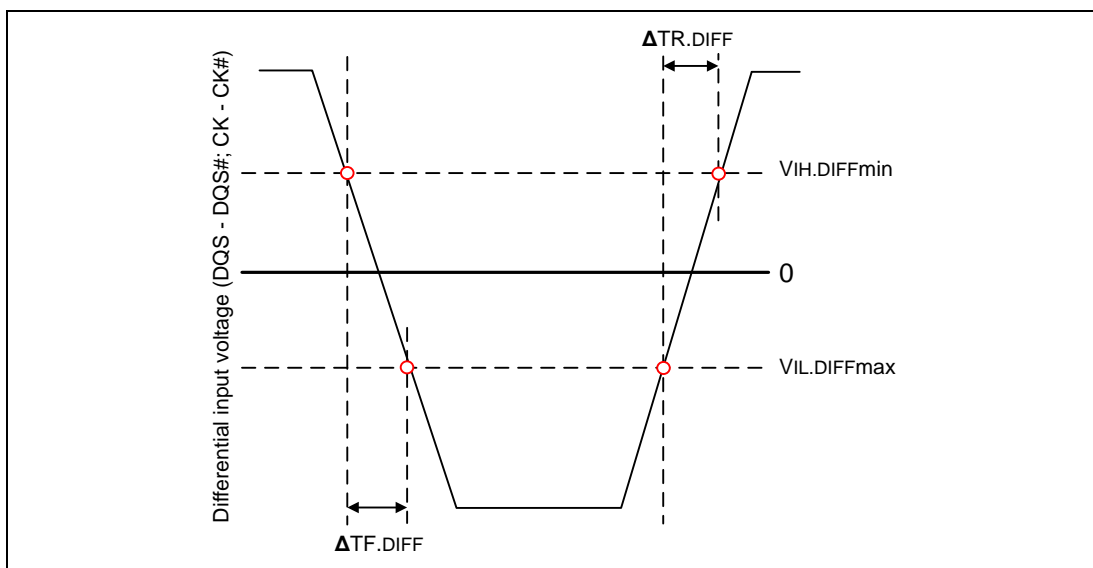 ΔTR.DIFF
Differential input voltage (DQS - DQS#; CK - CK#)
VIH.DIFFmin
0
VIL.DIFFmax
ΔTF.DIFF